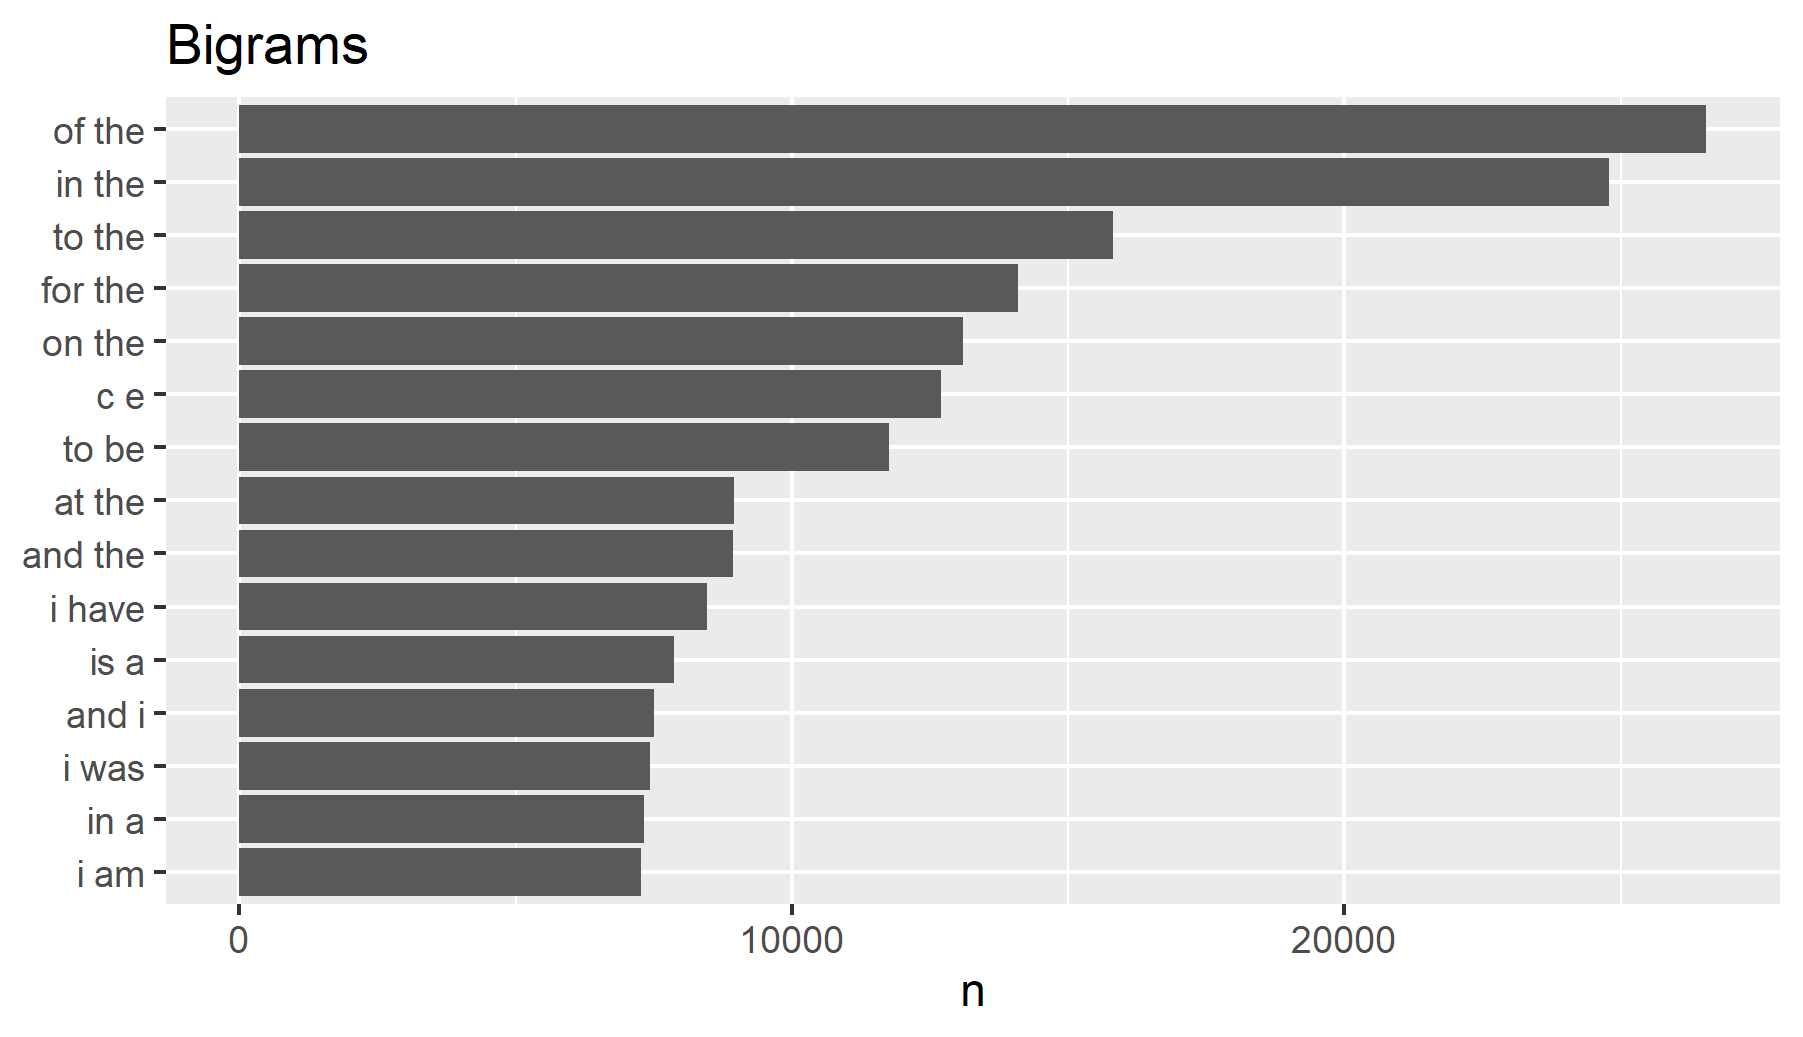 Bigrams
of the
in the
to the
for the
on the
c e
to be
at the
and the
i have
is a
and i
i was
in a
i am
0 10000 20000
n